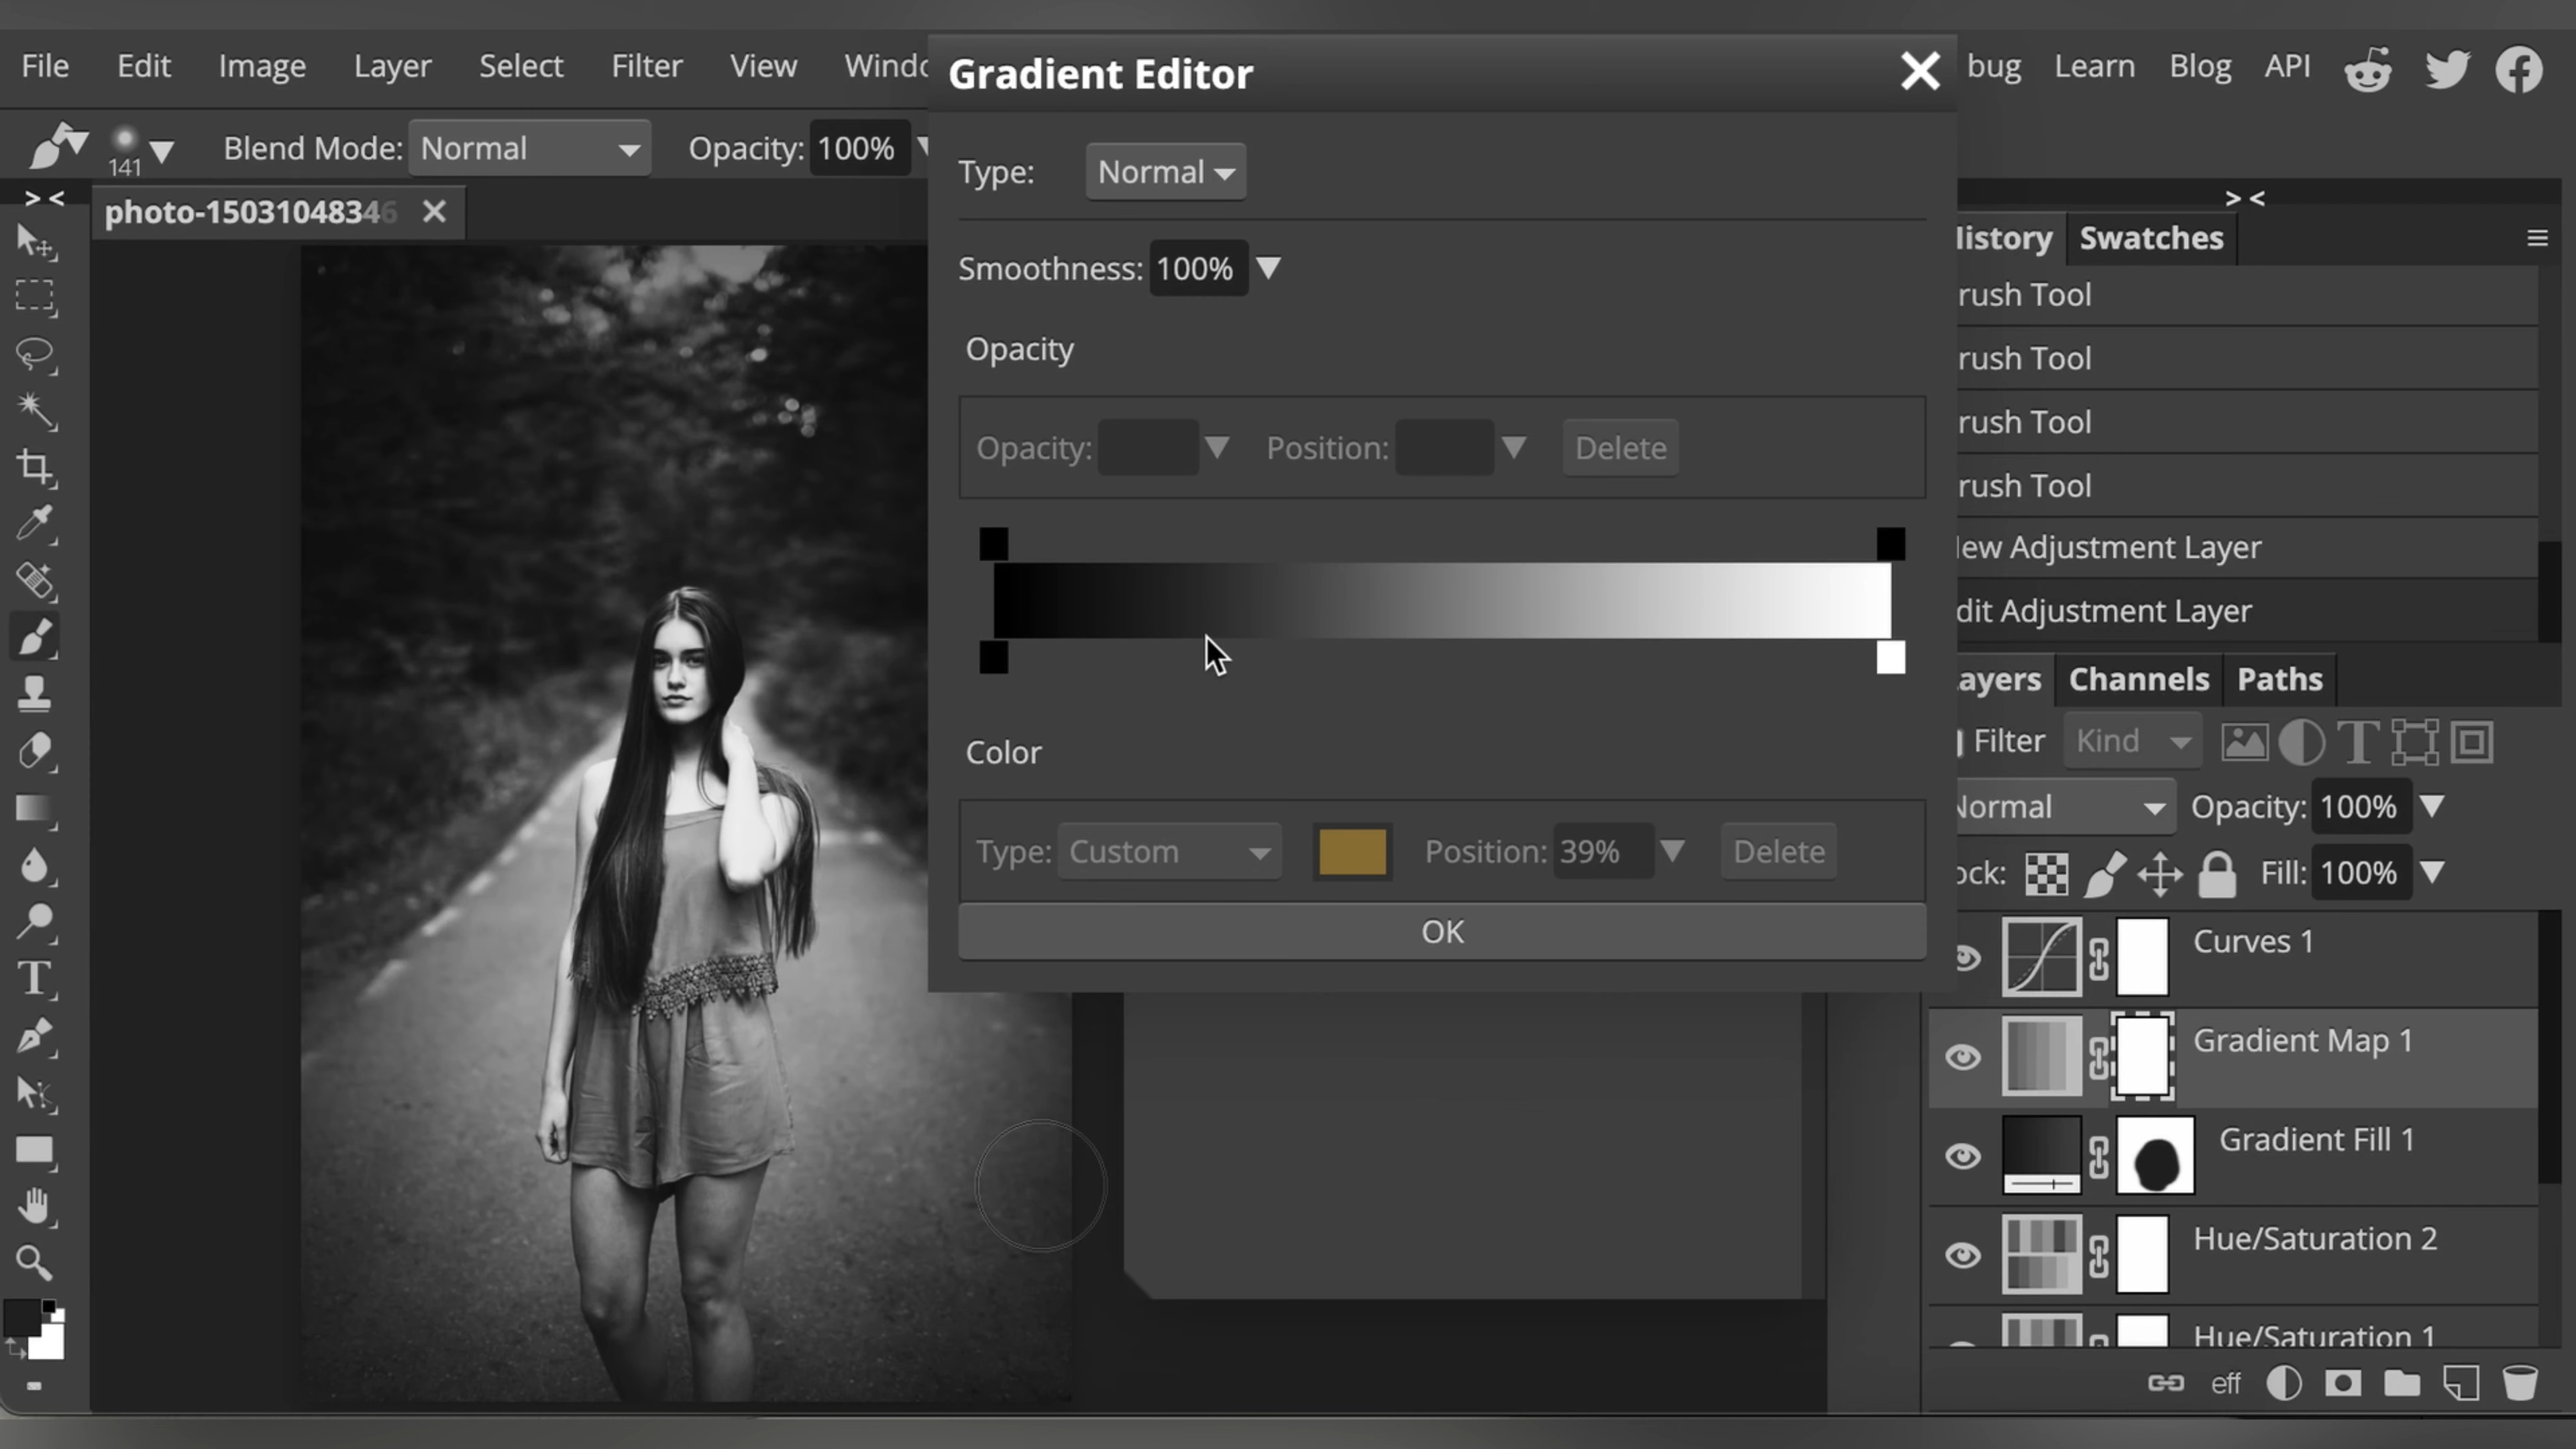 File Edit Image Layer Select Filter View Windo
Gradient Editor
bug Learn Blog API
141
Blend Mode: Normal
Opacity: 100%
Type: Normal
> <
photo-15031048346
> <
istory Swatches
Smoothness: 100%
rush Tool
Opacity
rush Tool
Opacity: Position: Delete
rush Tool
rush Tool
ew Adjustment Layer
dit Adjustment Layer
ayers Channels Paths
Filter Kind
Color
Normal Opacity: 100%
Type: Custom Position: 39% Delete
ock: Fill: 100%
OK
Curves 1
Gradient Map 1
Gradient Fill 1
Hue/Saturation 2
Hue/Saturation 1
eff